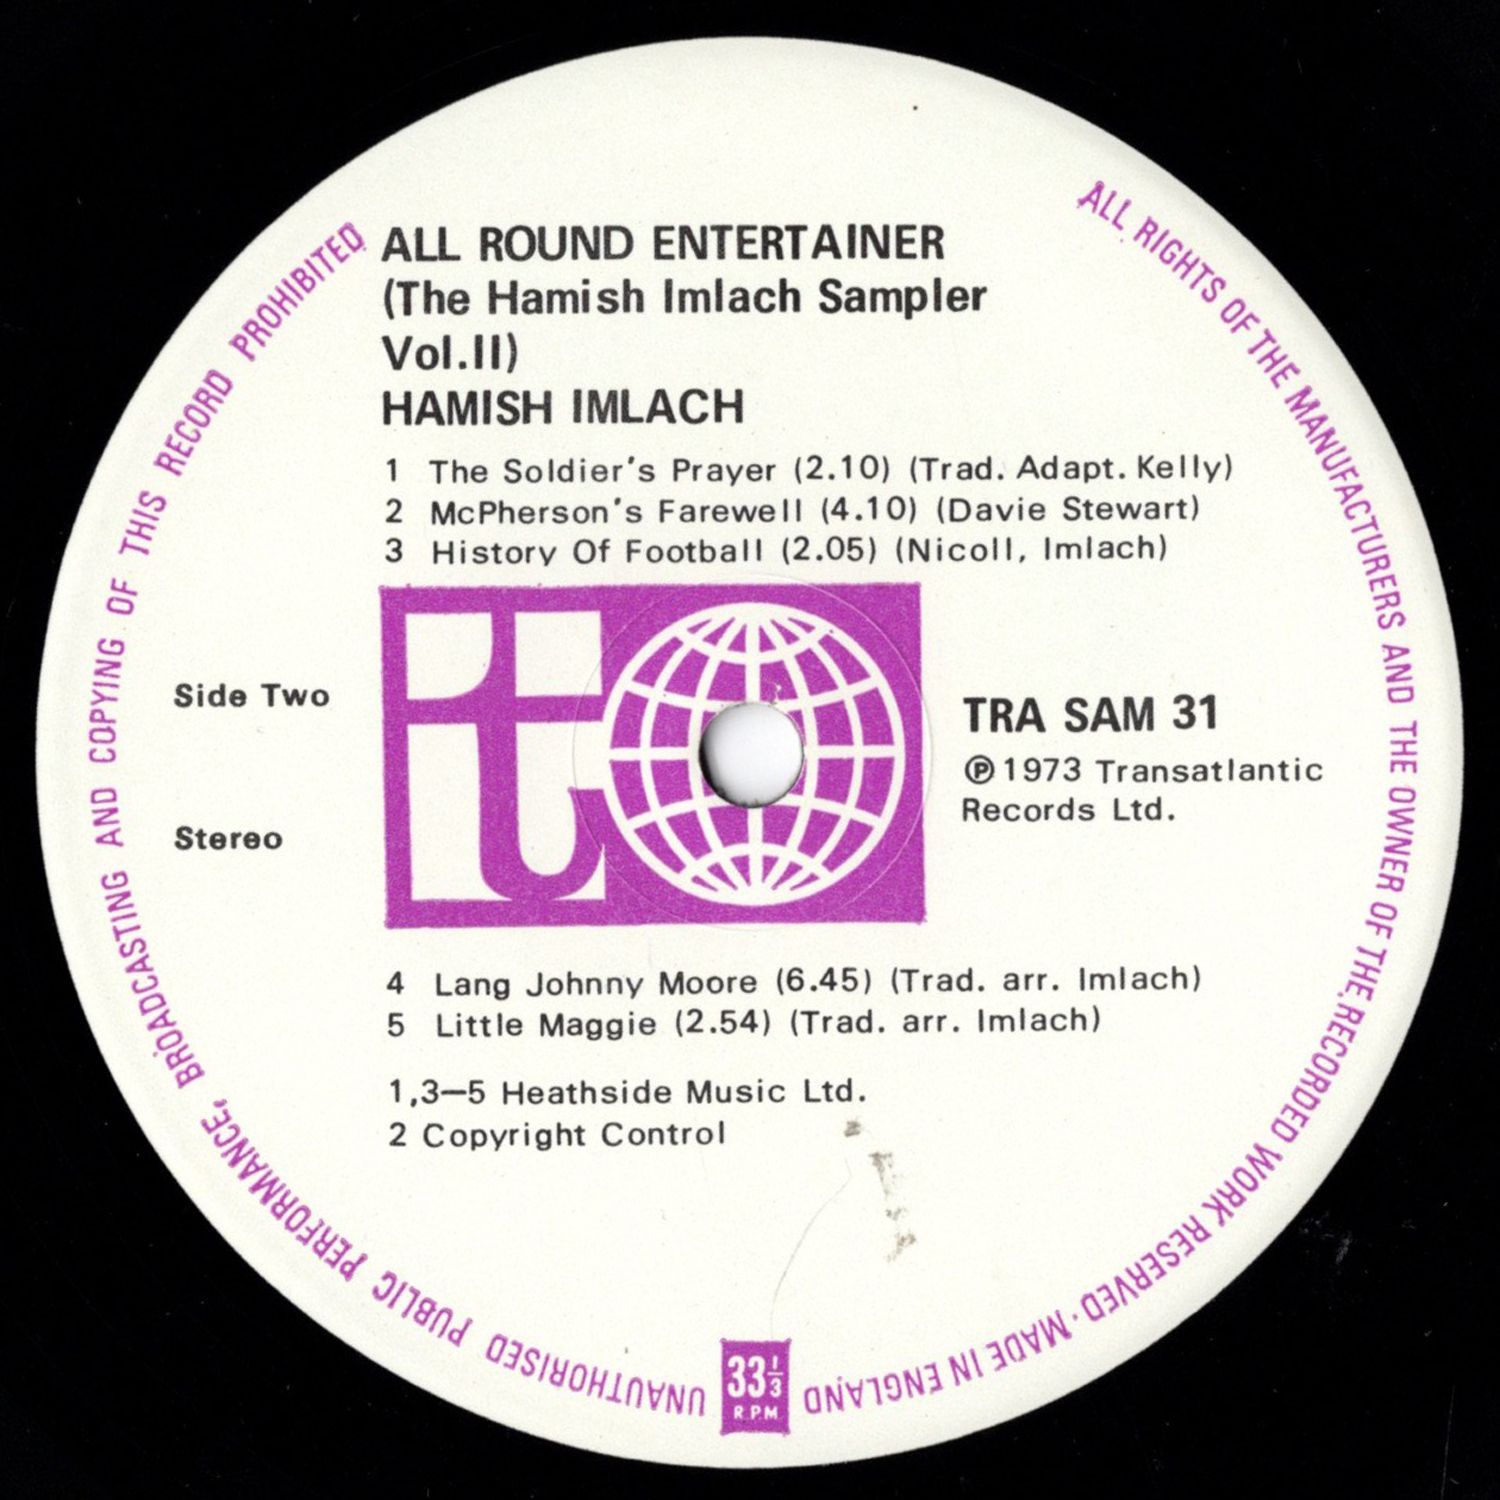 ALL ROUND ENTERTAINER
(The Hamish Imlach Sampler
Vol.II)
HAMISH IMLACH
1 The Soldier's Prayer (2.10) (Trad. Adapt. Kelly)
2 McPherson's Farewell (4.10) (Davie Stewart)
3 History Of Football (2.05) (Nicoll, Imlach)
it
Side Two
Stereo
TRA SAM 31
℗1973 Transatlantic
Records Ltd.
4 Lang Johnny Moore (6.45) (Trad. arr. Imlach)
5 Little Maggie (2.54) (Trad. arr. Imlach)
1,3—5 Heathside Music Ltd.
2 Copyright Control
33⅓
R.P.M
ALL RIGHTS OF THE MANUFACTURERS AND THE OWNER OF THE RECORDED WORK RESERVED · MADE IN ENGLAND
UNAUTHORISED PUBLIC PERFORMANCE, BROADCASTING AND COPYING OF THIS RECORD PROHIBITED